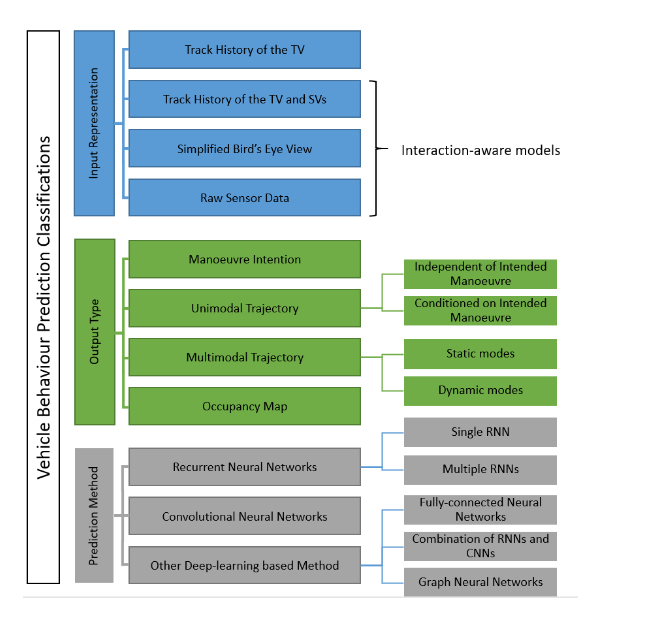 Vehicle Behaviour Prediction Classifications
Input Representation
Track History of the TV
Track History of the TV and SVs
Simplified Bird's Eye View
Raw Sensor Data
Interaction-aware models
Output Type
Manoeuvre Intention
Unimodal Trajectory
Independent of Intended
Manoeuvre
Conditioned on Intended
Manoeuvre
Multimodal Trajectory
Static modes
Dynamic modes
Occupancy Map
Prediction Method
Recurrent Neural Networks
Single RNN
Multiple RNNs
Convolutional Neural Networks
Other Deep-learning based Method
Fully-connected Neural
Networks
Combination of RNNs and
CNNs
Graph Neural Networks